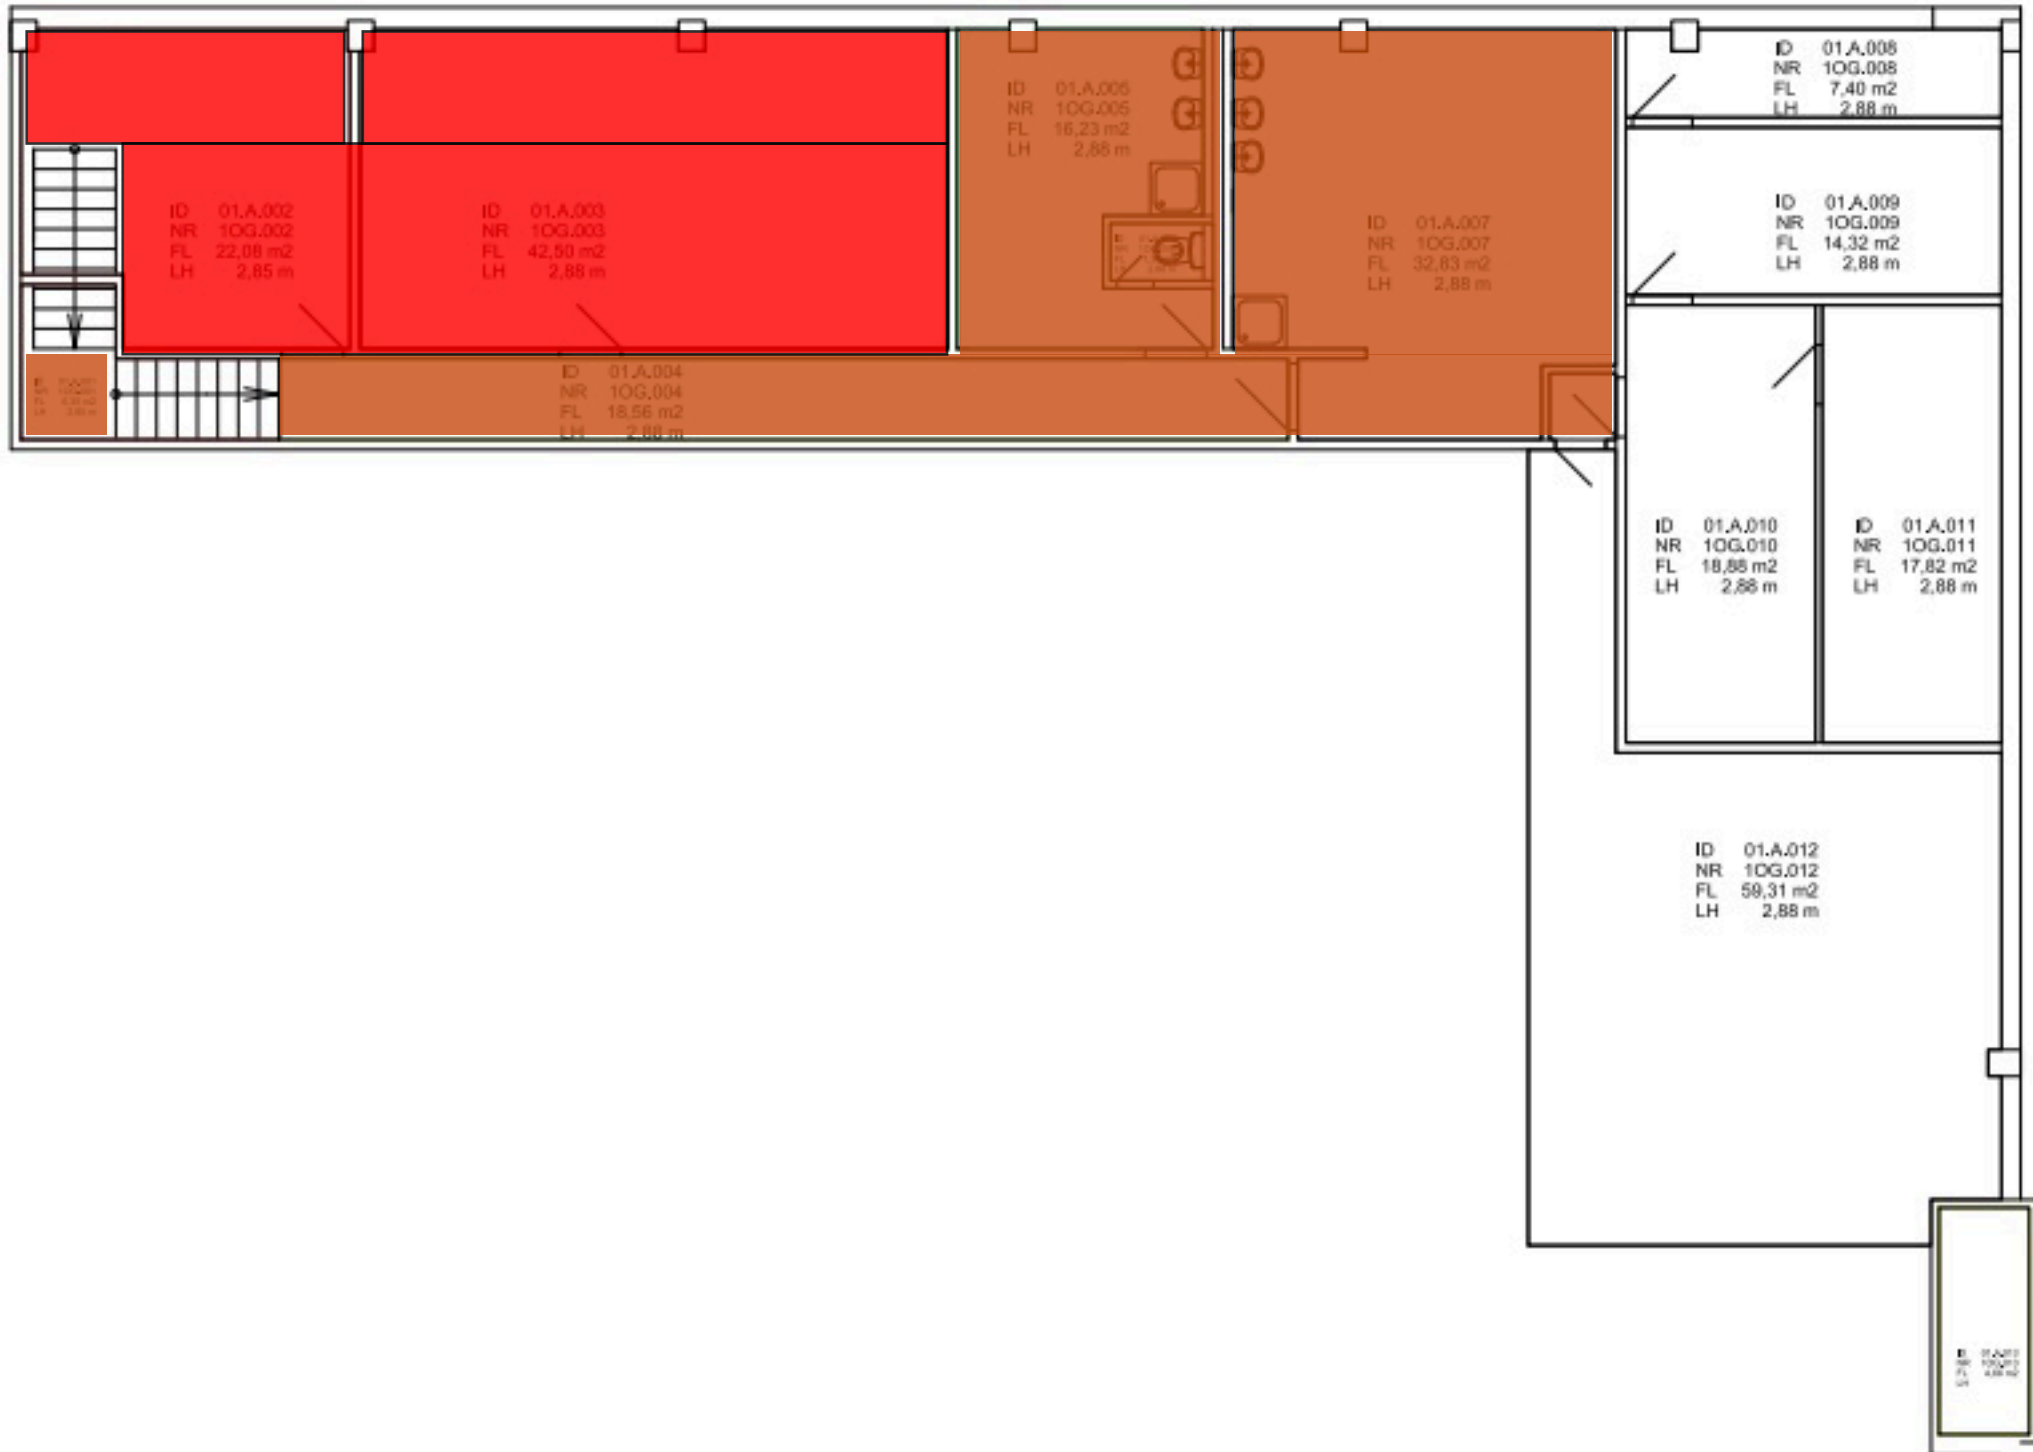 ID 01.A.008
NR 1OG.008
FL 7,40 m2
LH 2,88 m
ID 01.A.005
NR 1OG.005
FL 16,23 m2
LH 2,88 m
ID 01.A.002
NR 1OG.002
FL 22,08 m2
LH 2,85 m
ID 01.A.003
NR 1OG.003
FL 42,50 m2
LH 2,88 m
ID 01.A.007
NR 1OG.007
FL 32,83 m2
LH 2,88 m
ID 01.A.009
NR 1OG.009
FL 14,32 m2
LH 2,88 m
ID 01.A.004
NR 1OG.004
FL 18,56 m2
LH 2,88 m
ID 01.A.010
NR 1OG.010
FL 18,88 m2
LH 2,88 m
ID 01.A.011
NR 1OG.011
FL 17,82 m2
LH 2,88 m
ID 01.A.012
NR 1OG.012
FL 59,31 m2
LH 2,88 m